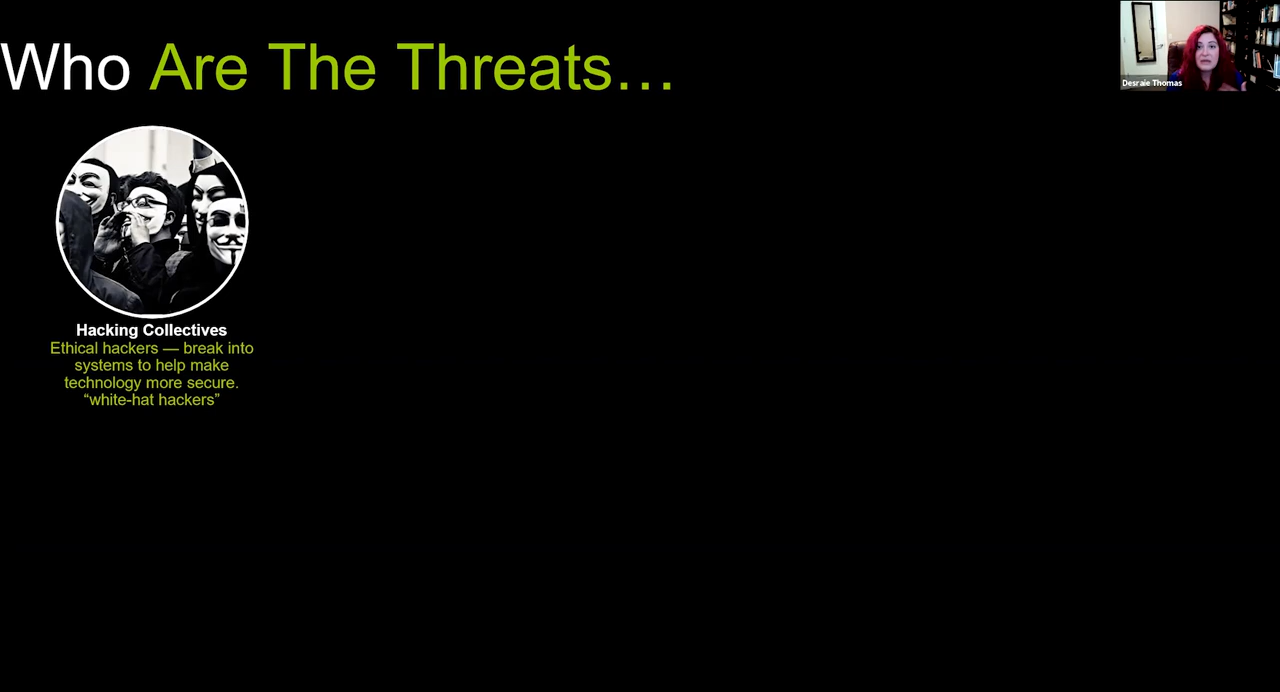 Who Are The Threats…
Desraie Thomas
Hacking Collectives
Ethical hackers — break into
systems to help make
technology more secure.
“white-hat hackers”